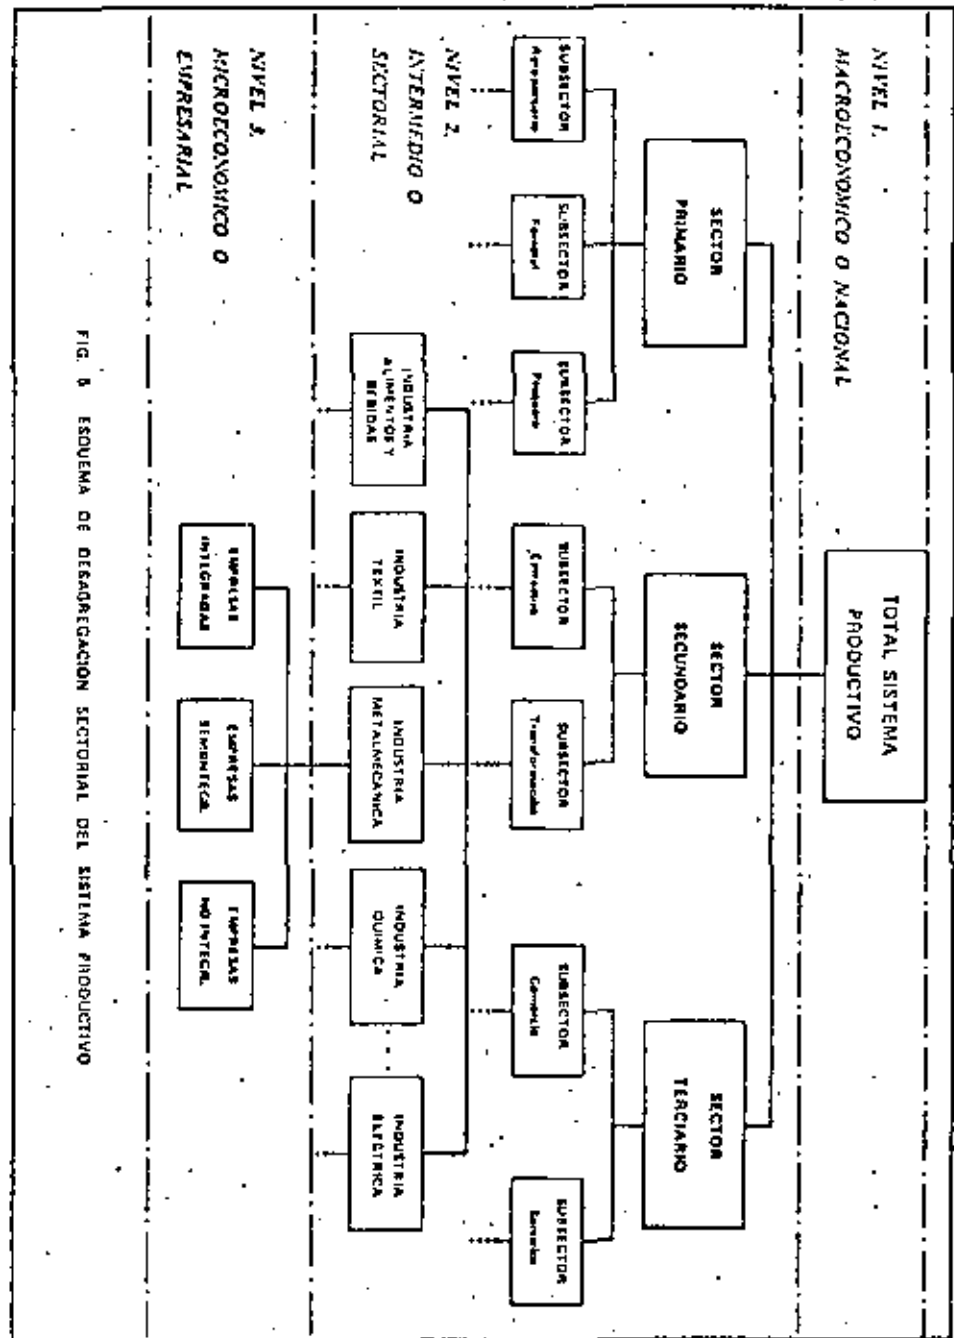 NIVEL 1.
MACROECONOMICO O NACIONAL
TOTAL SISTEMA
PRODUCTIVO
SECTOR
PRIMARIO
SECTOR
SECUNDARIO
SECTOR
TERCIARIO
NIVEL 2.
INTERMEDIO O
SECTORIAL
SUBSECTOR
Agropecuario
SUBSECTOR
Forestal
SUBSECTOR
Pesquero
SUBSECTOR
Extractivo
SUBSECTOR
Transformación
SUBSECTOR
Comercio
SUBSECTOR
Servicios
INDUSTRIA
ALIMENTOS Y
BEBIDAS
INDUSTRIA
TEXTIL
INDUSTRIA
METALMECANICA
INDUSTRIA
QUIMICA
INDUSTRIA
ELECTRICA
NIVEL 3.
MICROECONOMICO O
EMPRESARIAL
EMPRESAS
INTEGRADAS
EMPRESAS
SEMINTEGR.
EMPRESAS
NO INTEGR.
FIG. 5 ESQUEMA DE DESAGREGACION SECTORIAL DEL SISTEMA PRODUCTIVO